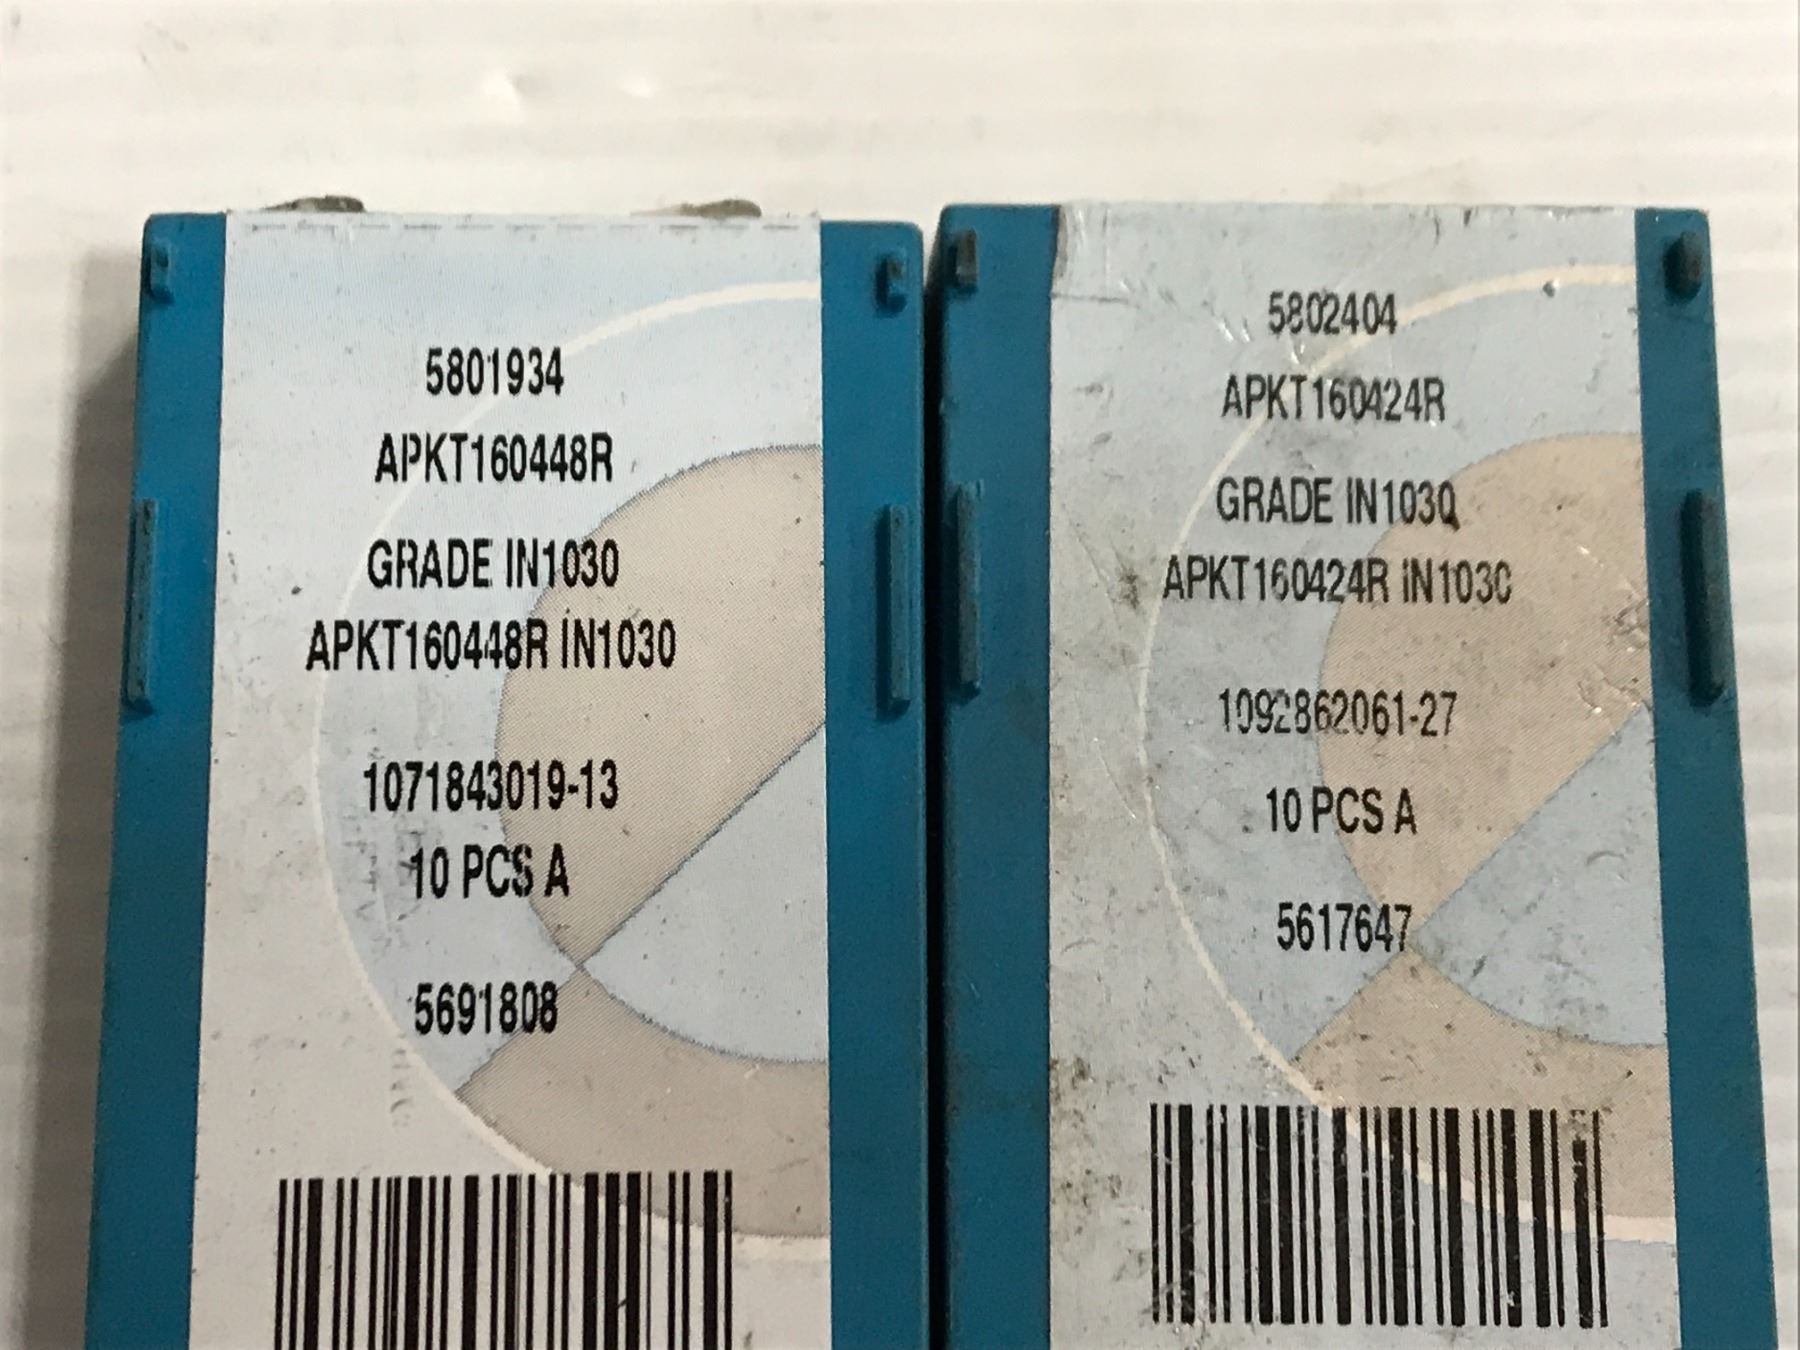 5801934
APKT160448R
GRADE IN1030
APKT160448R IN1030
1071843019-13
10 PCS A
5691808
5802404
APKT160424R
GRADE IN1030
APKT160424R IN1030
1092862061-27
10 PCS A
5617647